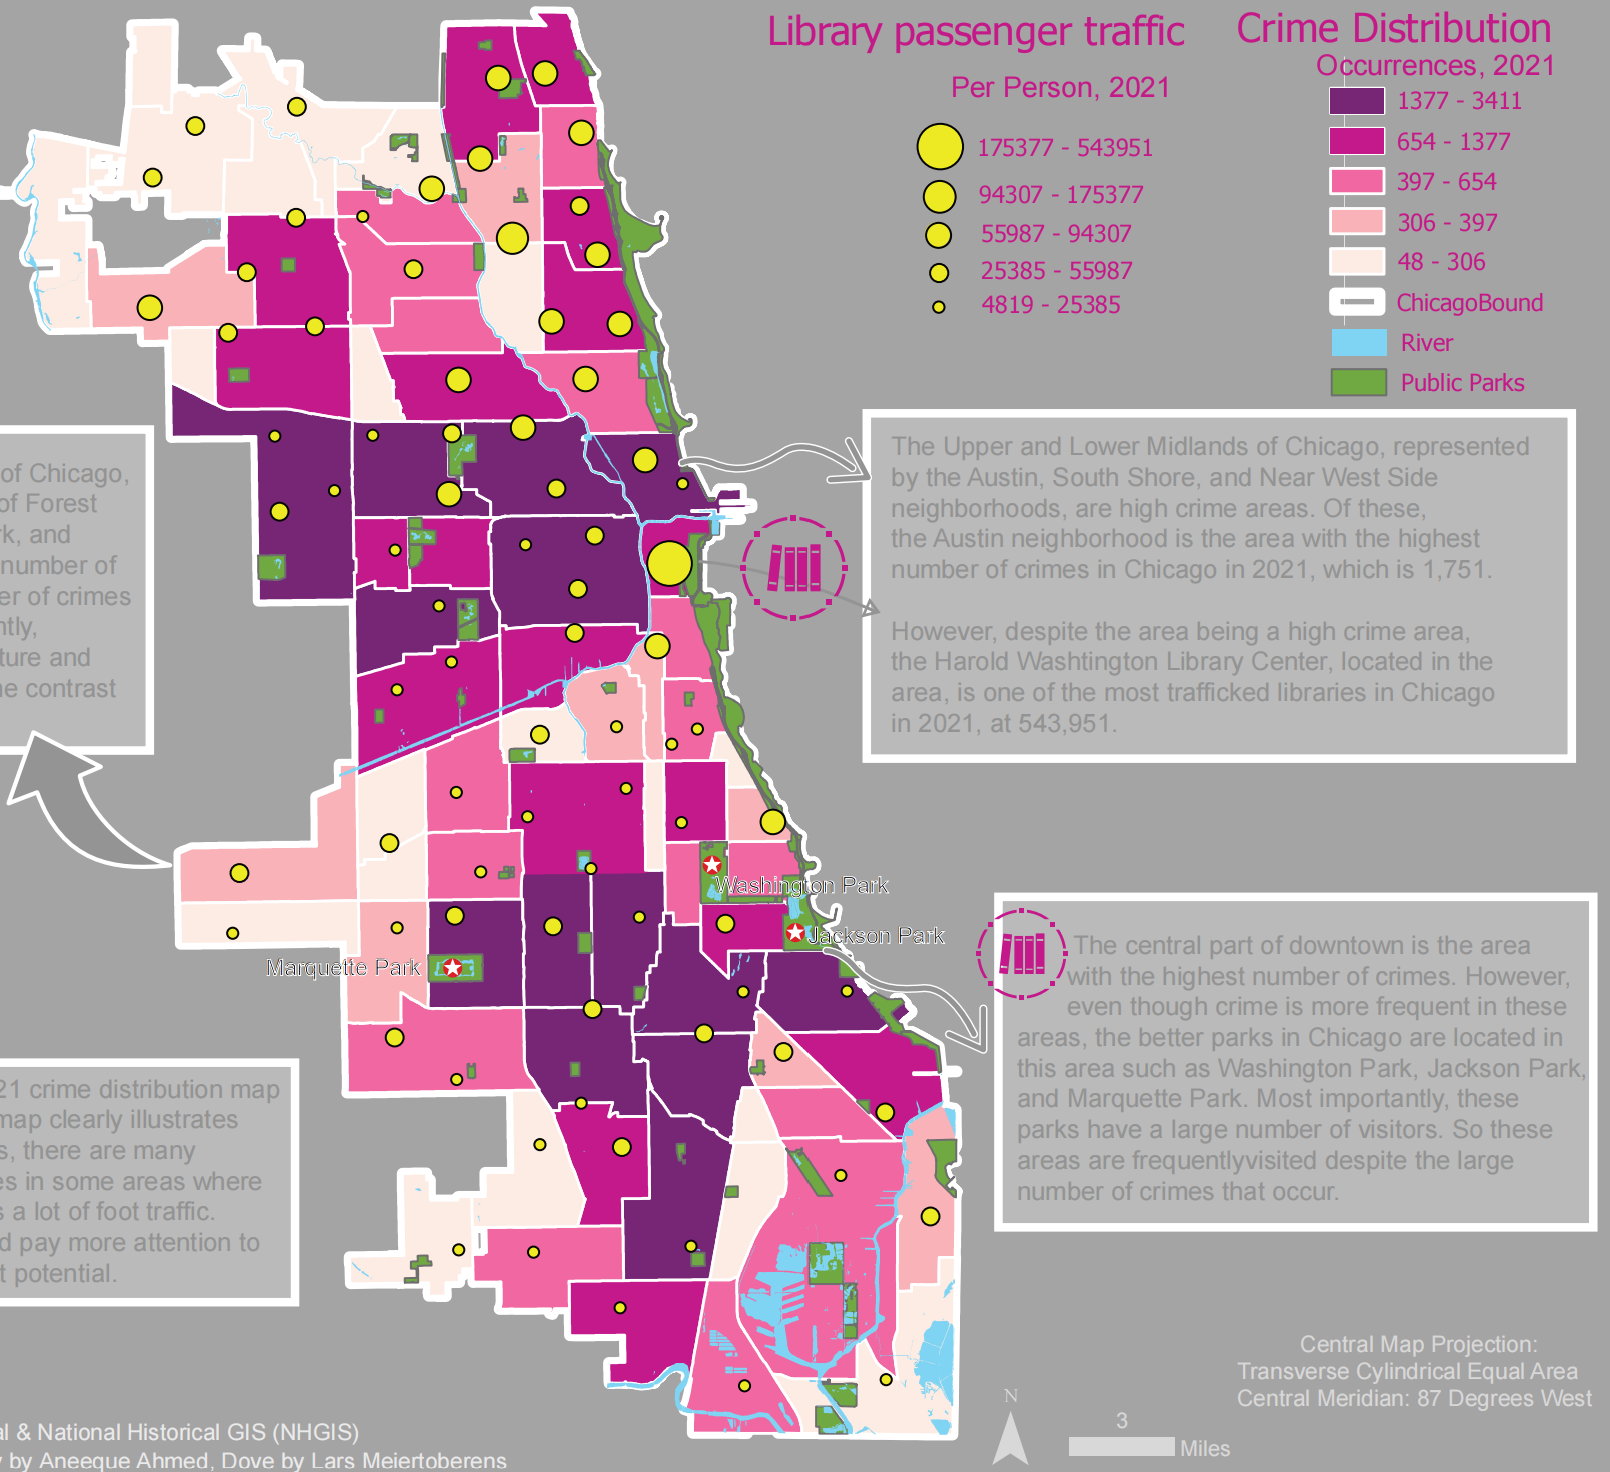 Library passenger traffic
Per Person, 2021
175377 - 543951
94307 - 175377
55987 - 94307
25385 - 55987
4819 - 25385
Crime Distribution
Occurrences, 2021
1377 - 3411
654 - 1377
397 - 654
306 - 397
48 - 306
ChicagoBound
River
Public Parks
of Chicago,
of Forest
rk, and
number of
er of crimes
ntly,
ture and
ne contrast
The Upper and Lower Midlands of Chicago, represented
by the Austin, South Shore, and Near West Side
neighborhoods, are high crime areas. Of these,
the Austin neighborhood is the area with the highest
number of crimes in Chicago in 2021, which is 1,751.
However, despite the area being a high crime area,
the Harold Washtington Library Center, located in the
area, is one of the most trafficked libraries in Chicago
in 2021, at 543,951.
Washington Park
Jackson Park
Marquette Park
The central part of downtown is the area
with the highest number of crimes. However,
even though crime is more frequent in these
areas, the better parks in Chicago are located in
this area such as Washington Park, Jackson Park,
and Marquette Park. Most importantly, these
parks have a large number of visitors. So these
areas are frequentlyvisited despite the large
number of crimes that occur.
21 crime distribution map
map clearly illustrates
s, there are many
es in some areas where
s a lot of foot traffic.
d pay more attention to
t potential.
Central Map Projection:
Transverse Cylindrical Equal Area
Central Meridian: 87 Degrees West
N
3
Miles
al & National Historical GIS (NHGIS)
y by Aneeque Ahmed, Dove by Lars Meiertoberens